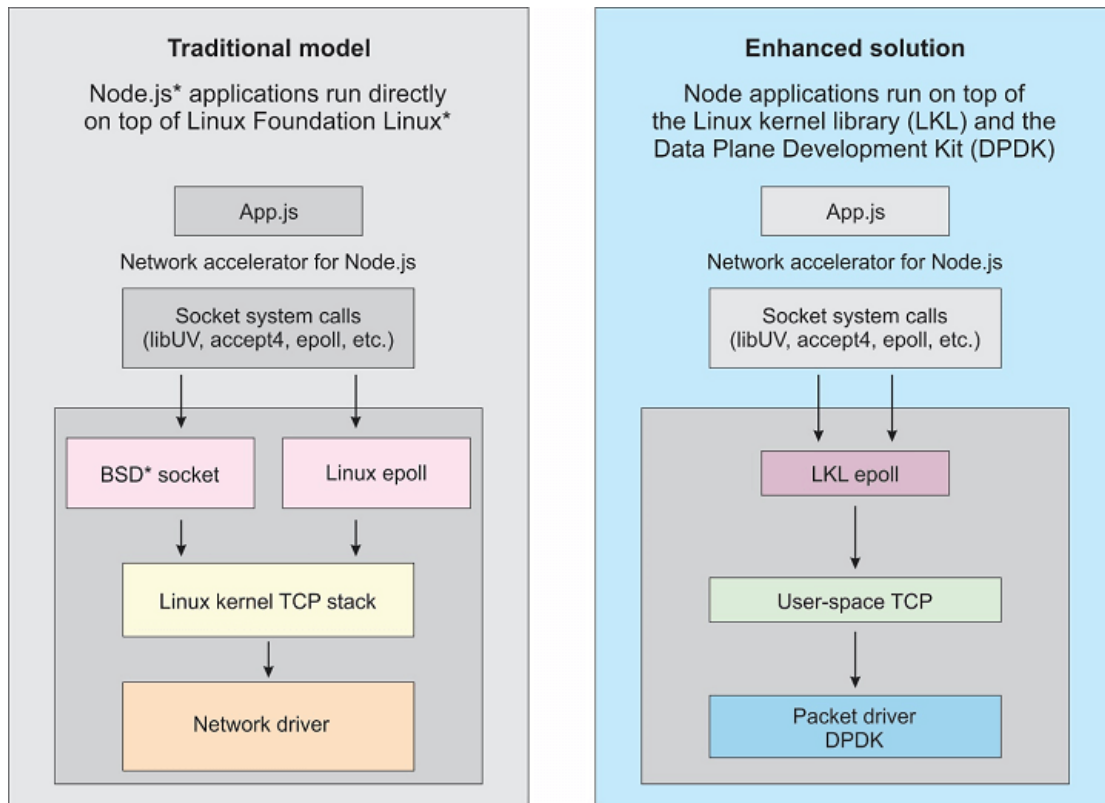 Traditional model
Node.js* applications run directly
on top of Linux Foundation Linux*
App.js
Network accelerator for Node.js
Socket system calls
(libUV, accept4, epoll, etc.)
BSD* socket
Linux epoll
Linux kernel TCP stack
Network driver
Enhanced solution
Node applications run on top of
the Linux kernel library (LKL) and the
Data Plane Development Kit (DPDK)
App.js
Network accelerator for Node.js
Socket system calls
(libUV, accept4, epoll, etc.)
LKL epoll
User-space TCP
Packet driver
DPDK